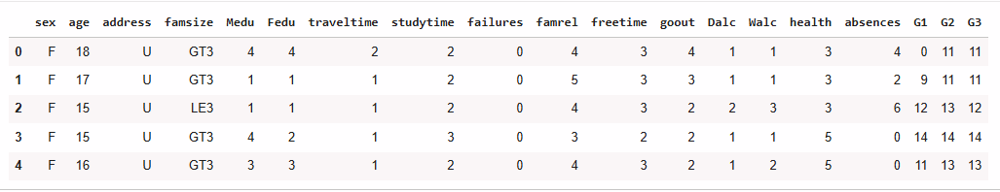 sex age address famsize Medu Fedu traveltime studytime failures famrel freetime goout Dalc Walc health absences G1 G2 G3
0 F 18 U GT3 4 4 2 2 0 4 3 4 1 1 3 4 0 11 11
1 F 17 U GT3 1 1 1 2 0 5 3 3 1 1 3 2 9 11 11
2 F 15 U LE3 1 1 1 2 0 4 3 2 2 3 3 6 12 13 12
3 F 15 U GT3 4 2 1 3 0 3 2 2 1 1 5 0 14 14 14
4 F 16 U GT3 3 3 1 2 0 4 3 2 1 2 5 0 11 13 13